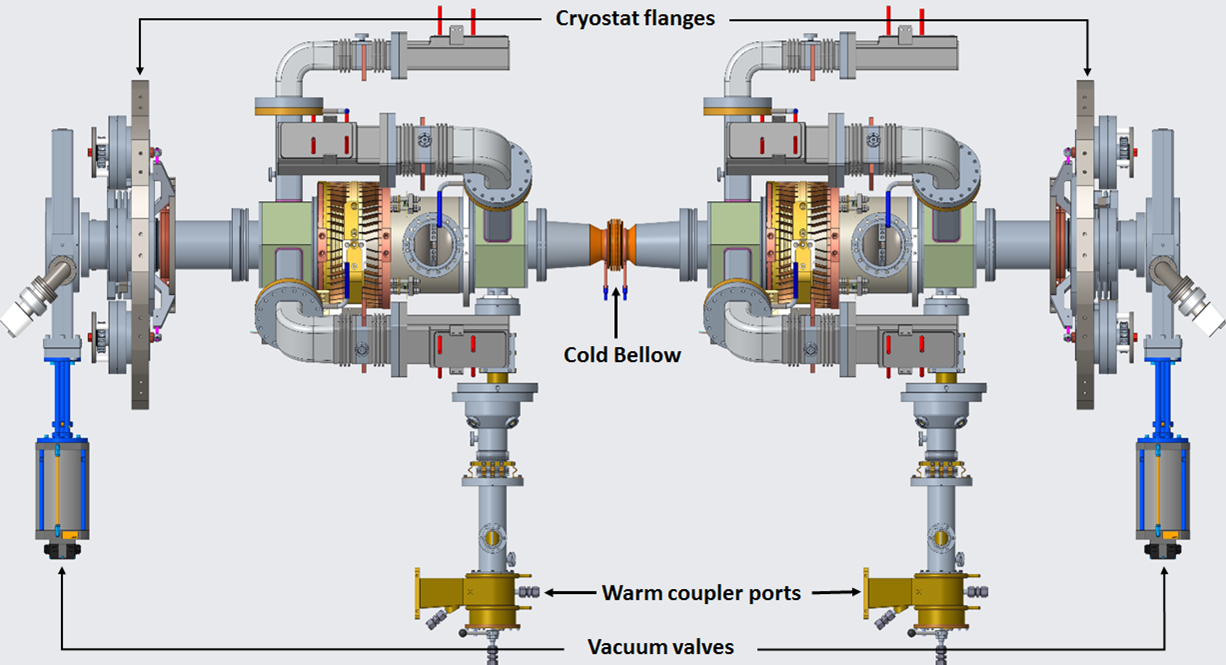 Cryostat flanges
Cold Bellow
Warm coupler ports
Vacuum valves